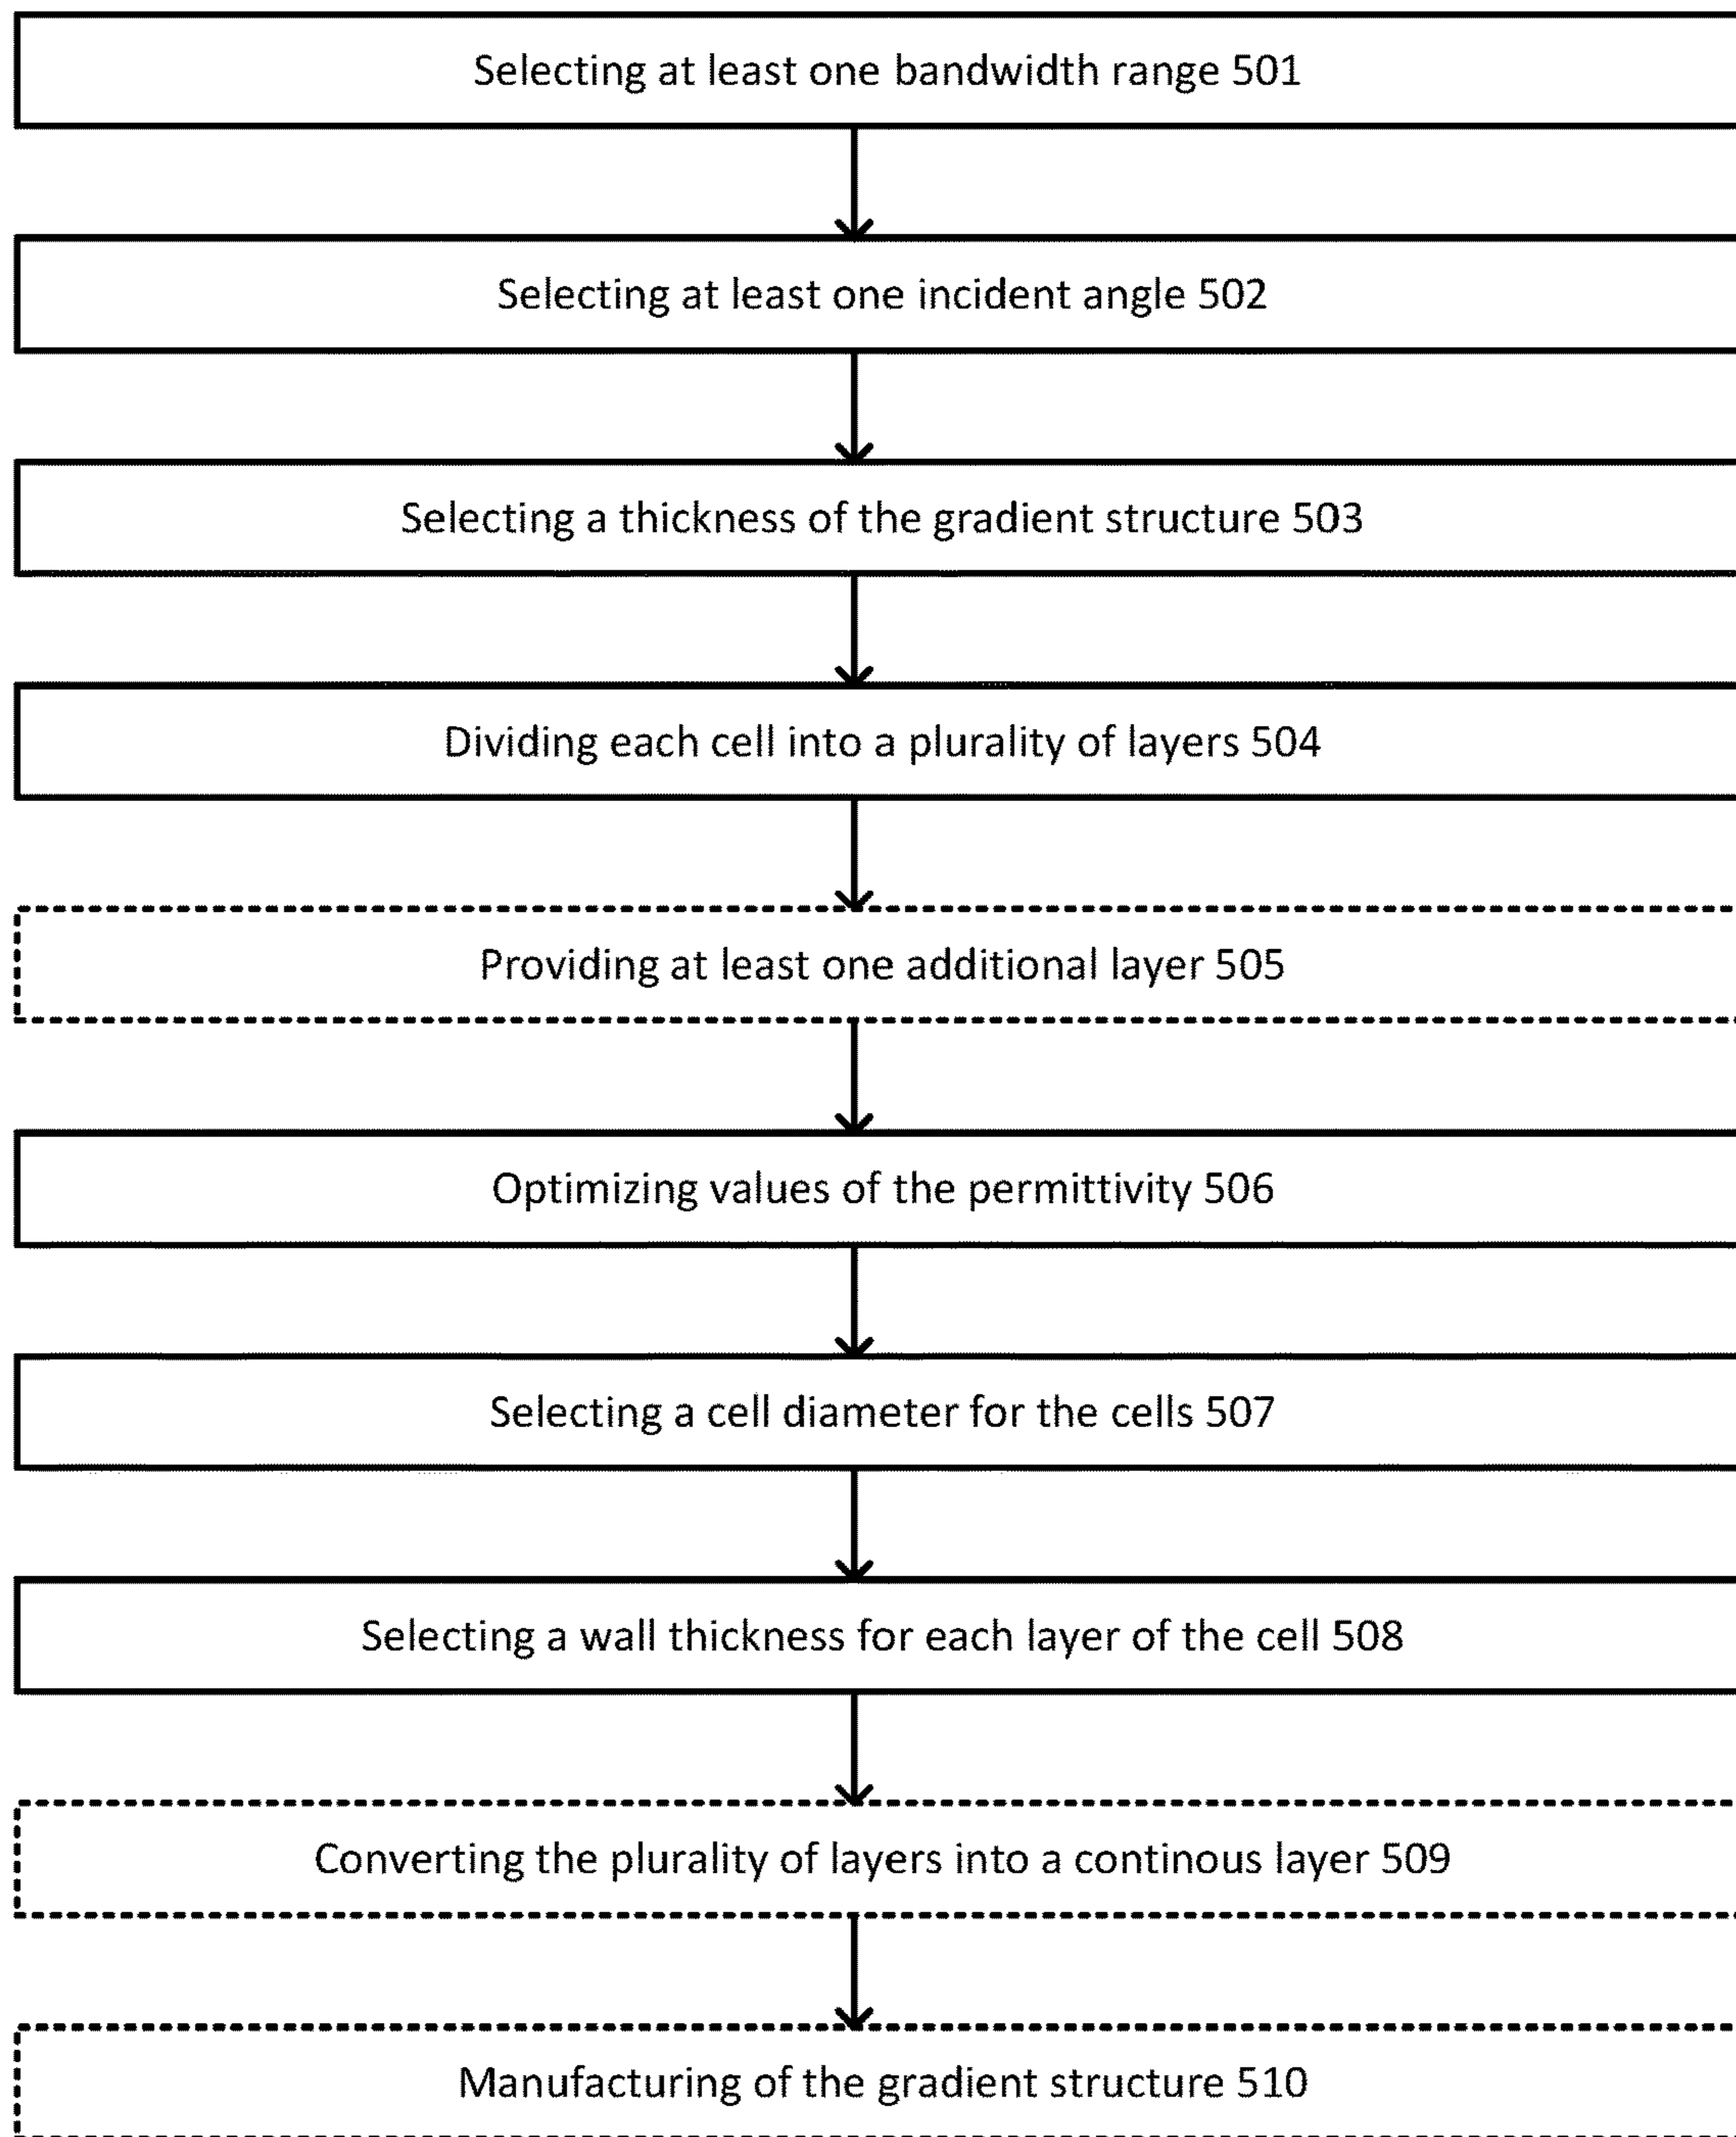 Selecting at least one bandwidth range 501
Selecting at least one incident angle 502
Selecting a thickness of the gradient structure 503
Dividing each cell into a plurality of layers 504
Providing at least one additional layer 505
Optimizing values of the permittivity 506
Selecting a cell diameter for the cells 507
Selecting a wall thickness for each layer of the cell 508
Converting the plurality of layers into a continous layer 509
Manufacturing of the gradient structure 510